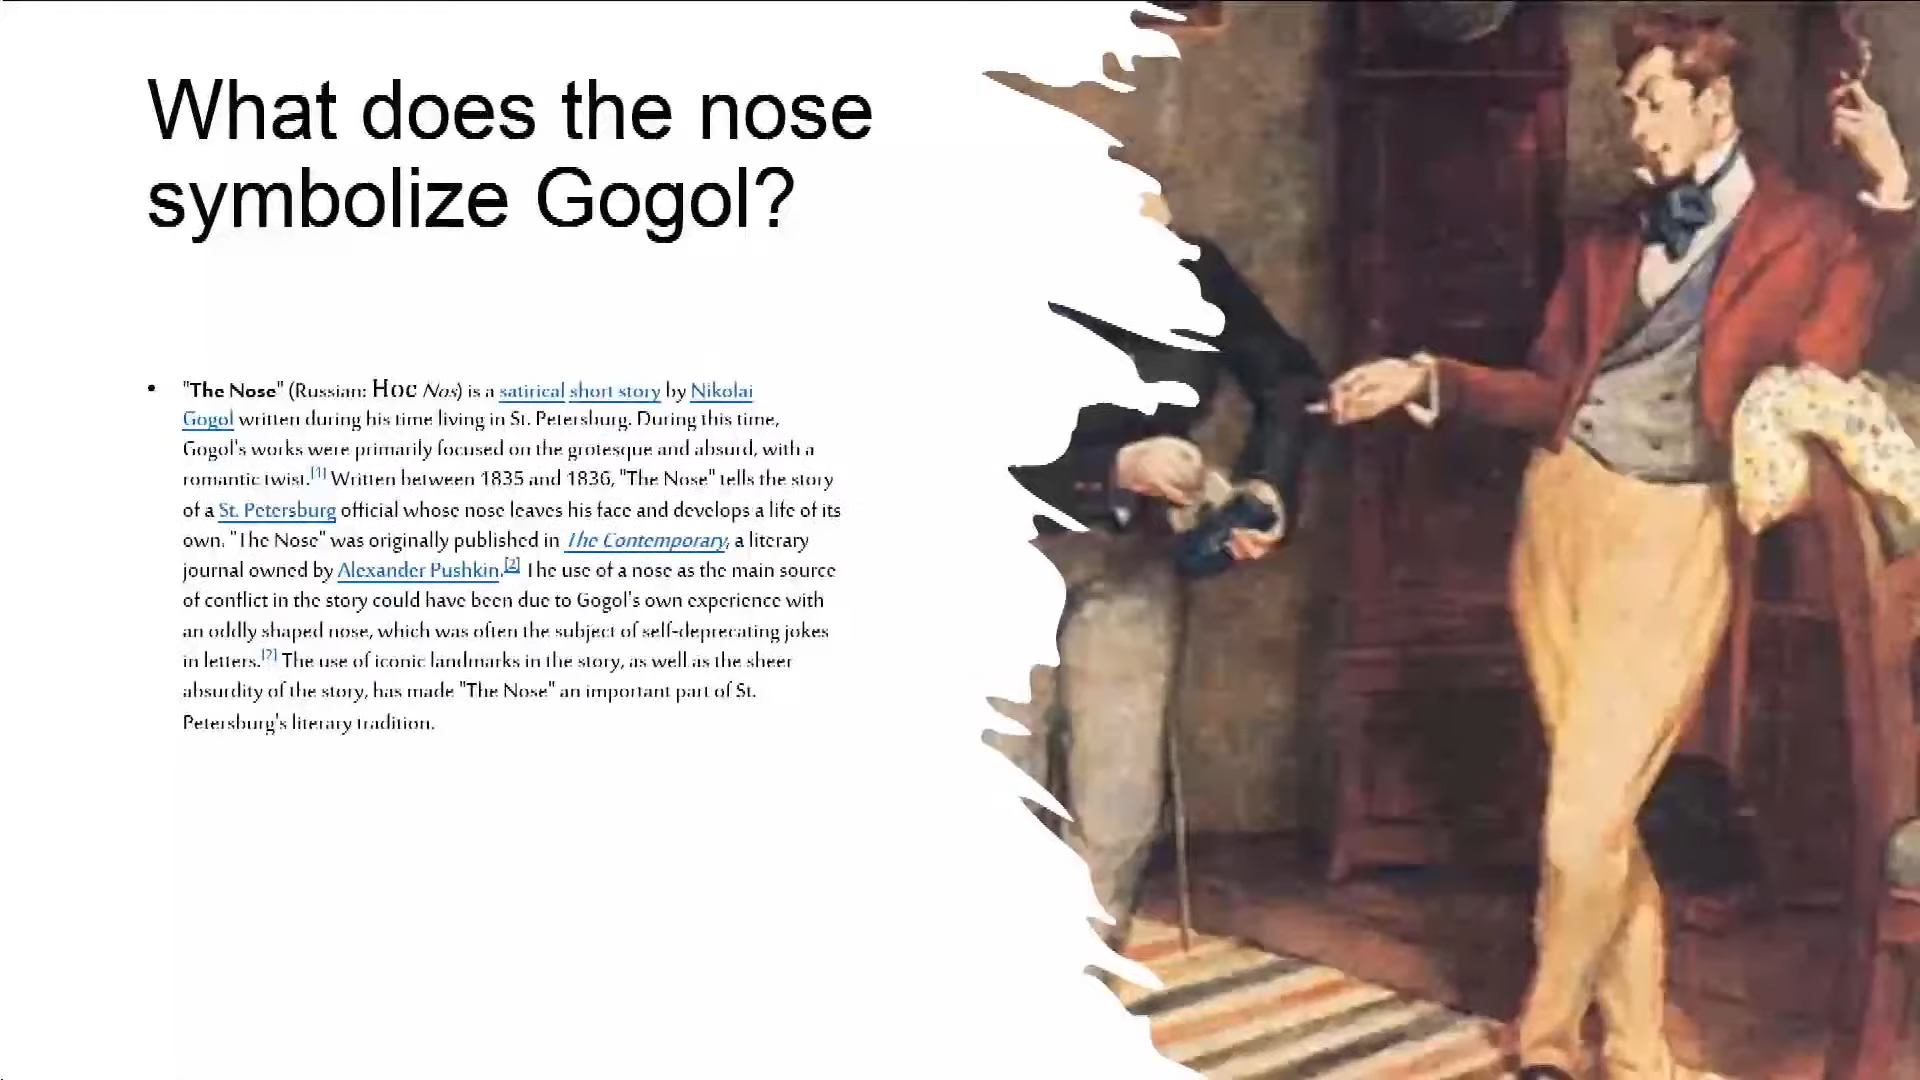 What does the nose
symbolize Gogol?
• "The Nose" (Russian: Нос Nos) is a satirical short story by Nikolai
Gogol written during his time living in St. Petersburg. During this time,
Gogol's works were primarily focused on the grotesque and absurd, with a
romantic twist.[1] Written between 1835 and 1836, "The Nose" tells the story
of a St. Petersburg official whose nose leaves his face and develops a life of its
own. "The Nose" was originally published in The Contemporary, a literary
journal owned by Alexander Pushkin.[2] The use of a nose as the main source
of conflict in the story could have been due to Gogol's own experience with
an oddly shaped nose, which was often the subject of self-deprecating jokes
in letters.[2] The use of iconic landmarks in the story, as well as the sheer
absurdity of the story, has made "The Nose" an important part of St.
Petersburg's literary tradition.